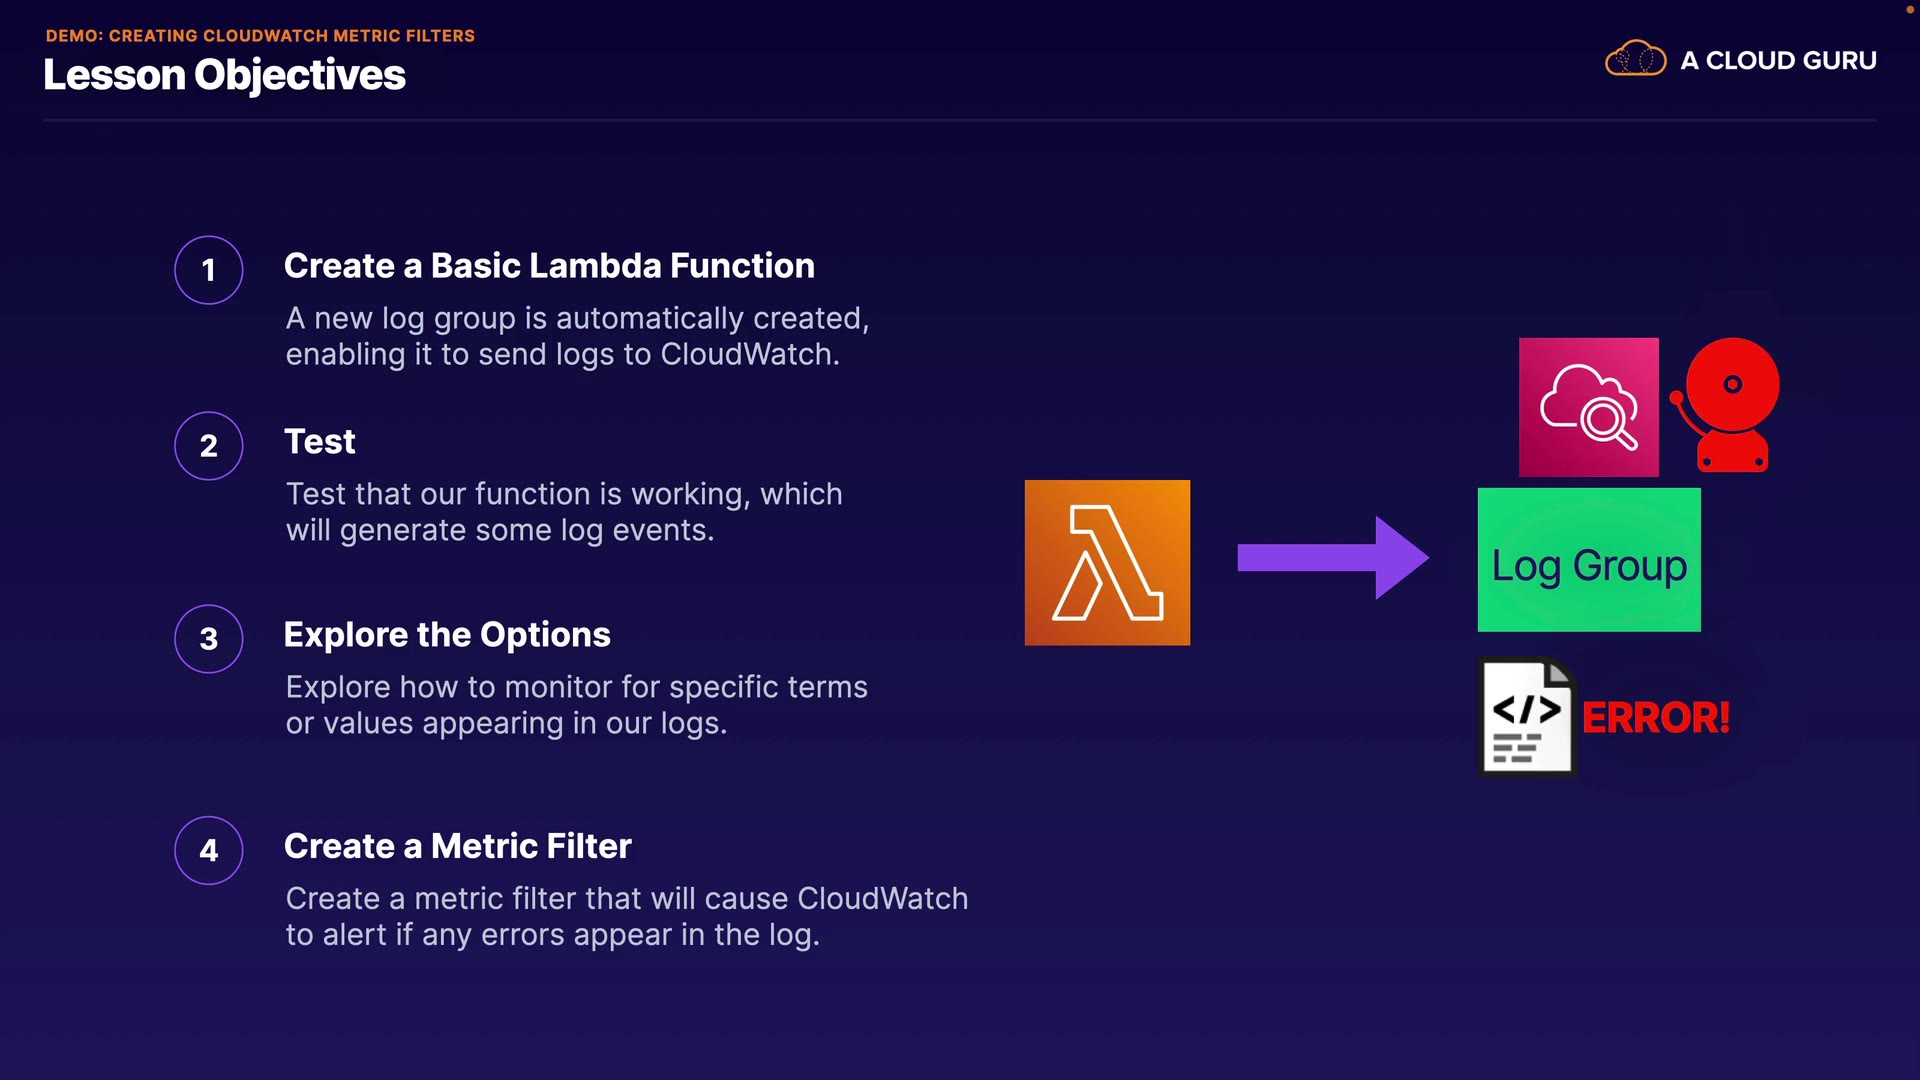 DEMO: CREATING CLOUDWATCH METRIC FILTERS
Lesson Objectives
A CLOUD GURU
1
Create a Basic Lambda Function
A new log group is automatically created,
enabling it to send logs to CloudWatch.
2
Test
Test that our function is working, which
will generate some log events.
3
Explore the Options
Explore how to monitor for specific terms
or values appearing in our logs.
4
Create a Metric Filter
Create a metric filter that will cause CloudWatch
to alert if any errors appear in the log.
Log Group
</>
ERROR!